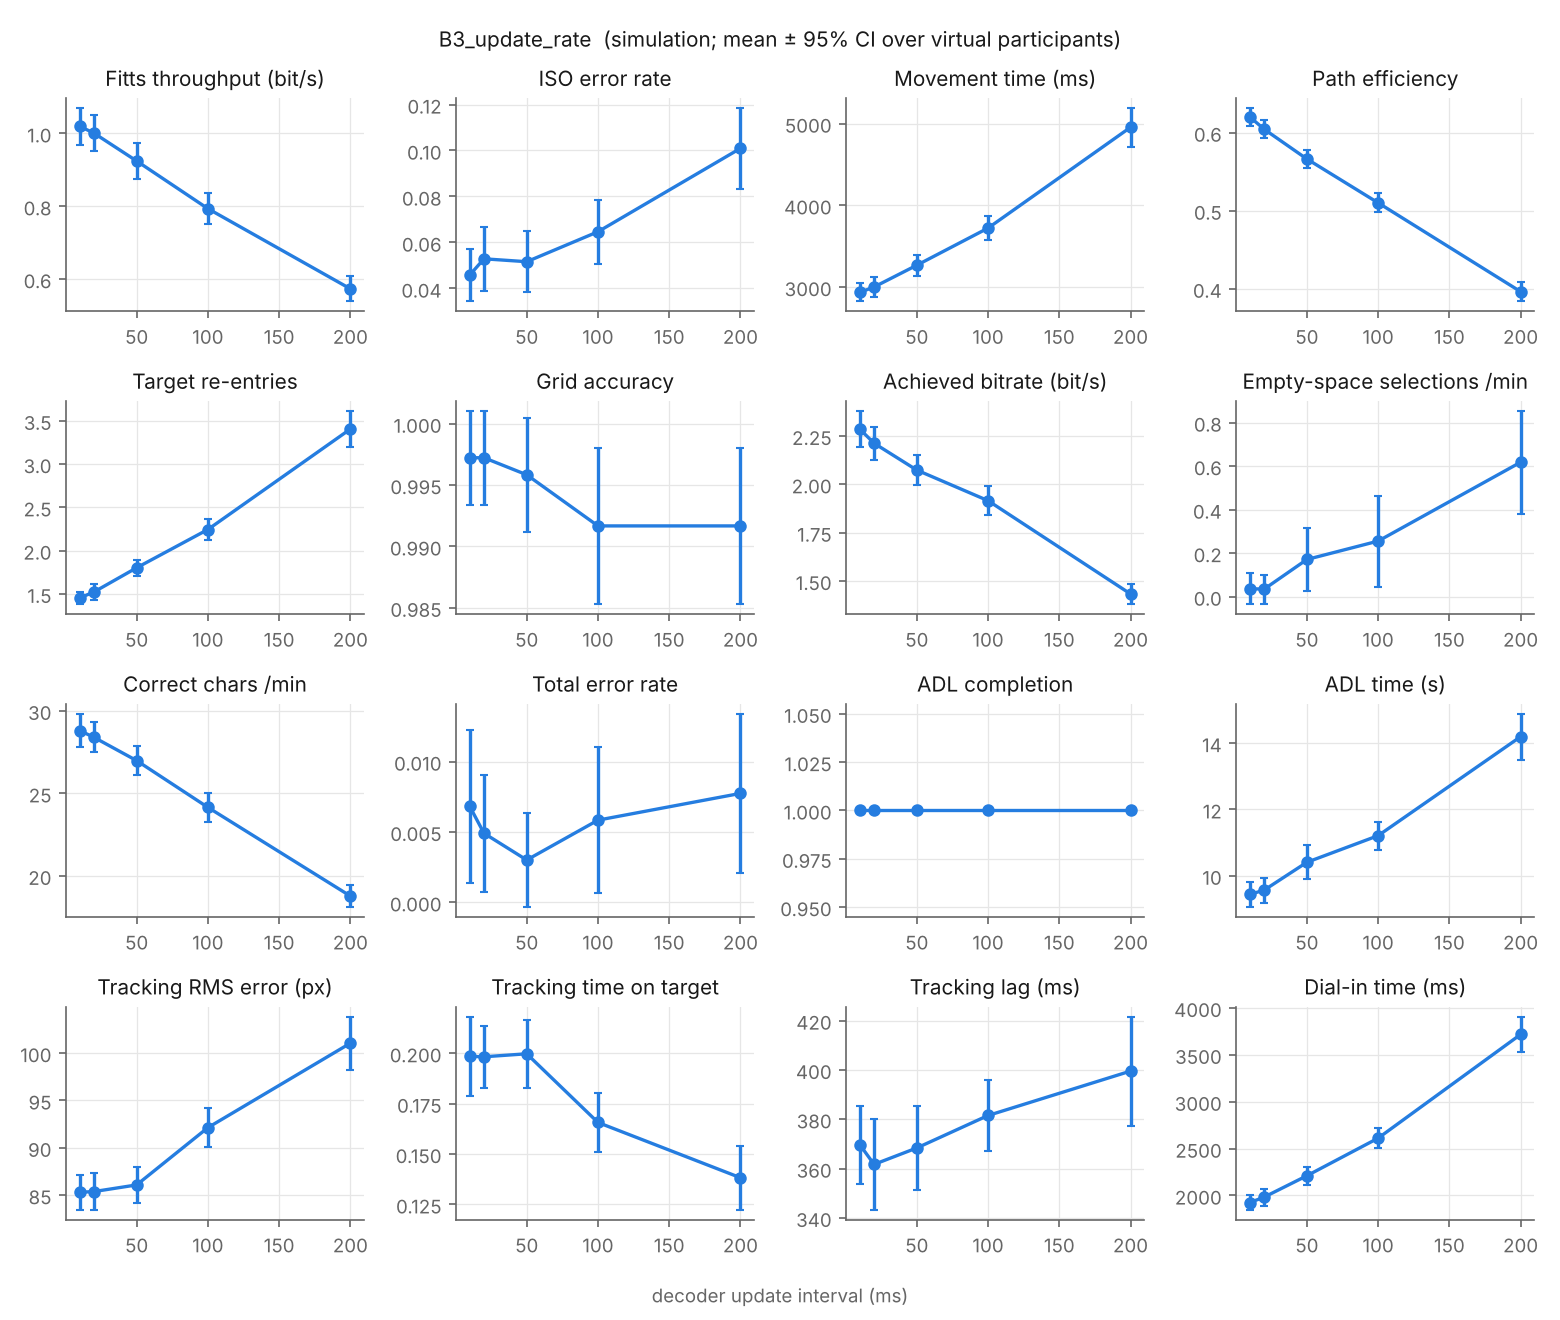 B3_update_rate  (simulation; mean ± 95% CI over virtual participants)
Fitts throughput (bit/s)
1.0
0.8
0.6
50 100 150 200
ISO error rate
0.12
0.10
0.08
0.06
0.04
50 100 150 200
Movement time (ms)
5000
4000
3000
50 100 150 200
Path efficiency
0.6
0.5
0.4
50 100 150 200
Target re-entries
3.5
3.0
2.5
2.0
1.5
50 100 150 200
Grid accuracy
1.000
0.995
0.990
0.985
50 100 150 200
Achieved bitrate (bit/s)
2.25
2.00
1.75
1.50
50 100 150 200
Empty-space selections /min
0.8
0.6
0.4
0.2
0.0
50 100 150 200
Correct chars /min
30
25
20
50 100 150 200
Total error rate
0.010
0.005
0.000
50 100 150 200
ADL completion
1.050
1.025
1.000
0.975
0.950
50 100 150 200
ADL time (s)
14
12
10
50 100 150 200
Tracking RMS error (px)
100
95
90
85
50 100 150 200
Tracking time on target
0.200
0.175
0.150
0.125
50 100 150 200
Tracking lag (ms)
420
400
380
360
340
50 100 150 200
Dial-in time (ms)
4000
3500
3000
2500
2000
50 100 150 200
decoder update interval (ms)